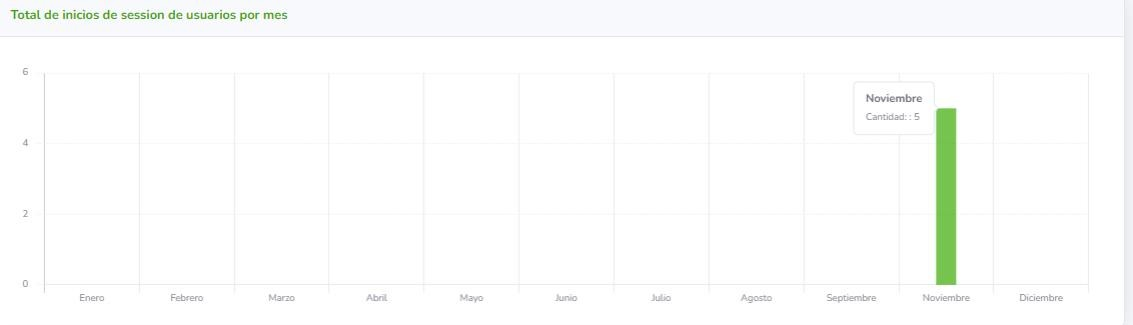 Total de inicios de session de usuarios por mes
6
Noviembre
Cantidad: : 5
4
2
0
Enero Febrero Marzo Abril Mayo Junio Julio Agosto Septiembre Noviembre Diciembre